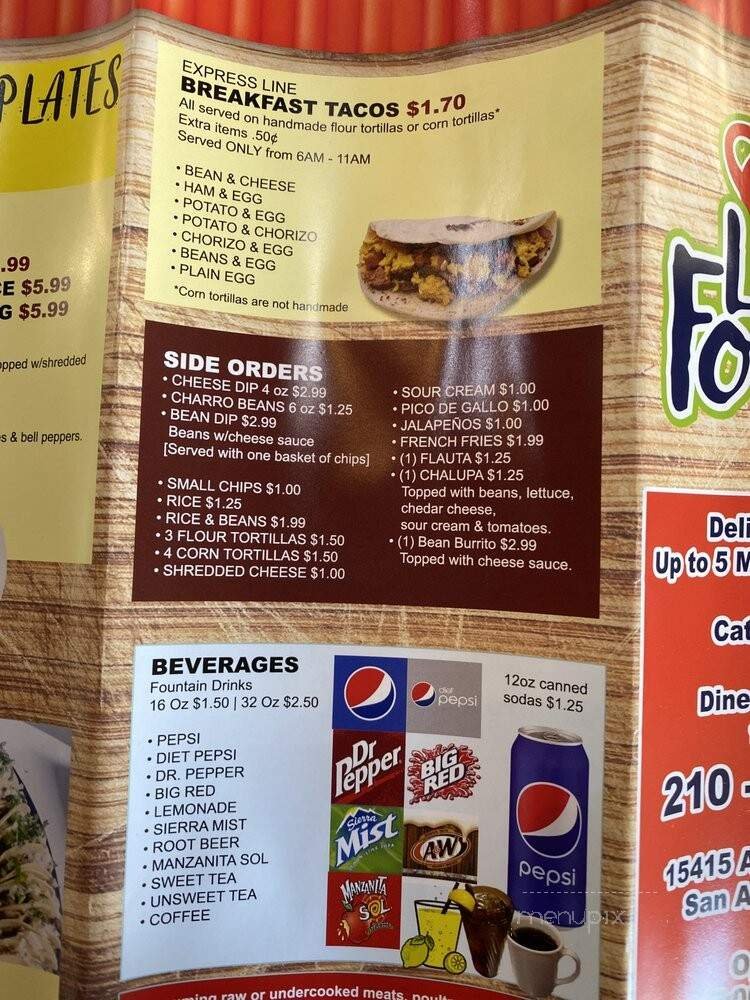 PLATES
.99
CE $5.99
G $5.99
opped w/shredded
s & bell peppers.
EXPRESS LINE
BREAKFAST TACOS $1.70
All served on handmade flour tortillas or corn tortillas*
Extra items .50¢
Served ONLY from 6AM - 11AM
• BEAN & CHEESE
• HAM & EGG
• POTATO & EGG
• POTATO & CHORIZO
• CHORIZO & EGG
• BEANS & EGG
• PLAIN EGG
*Corn tortillas are not handmade
SIDE ORDERS
• CHEESE DIP 4 oz $2.99
• CHARRO BEANS 6 oz $1.25
• BEAN DIP $2.99
Beans w/cheese sauce
[Served with one basket of chips]
• SMALL CHIPS $1.00
• RICE $1.25
• RICE & BEANS $1.99
• 3 FLOUR TORTILLAS $1.50
• 4 CORN TORTILLAS $1.50
• SHREDDED CHEESE $1.00
• SOUR CREAM $1.00
• PICO DE GALLO $1.00
• JALAPEÑOS $1.00
• FRENCH FRIES $1.99
• (1) FLAUTA $1.25
• (1) CHALUPA $1.25
Topped with beans, lettuce,
chedar cheese,
sour cream & tomatoes.
• (1) Bean Burrito $2.99
Topped with cheese sauce.
BEVERAGES
Fountain Drinks
16 Oz $1.50 | 32 Oz $2.50
• PEPSI
• DIET PEPSI
• DR. PEPPER
• BIG RED
• LEMONADE
• SIERRA MIST
• ROOT BEER
• MANZANITA SOL
• SWEET TEA
• UNSWEET TEA
• COFFEE
diet
pepsi
Dr
Pepper
BIG
RED
Sierra
Mist
A&W
MANZANITA
SOL
12oz canned
sodas $1.25
pepsi
menupix
raw or undercooked meats, poult
FL
FO
Deli
Up to 5 M
Cat
Dine
210 -
15415 A
San A